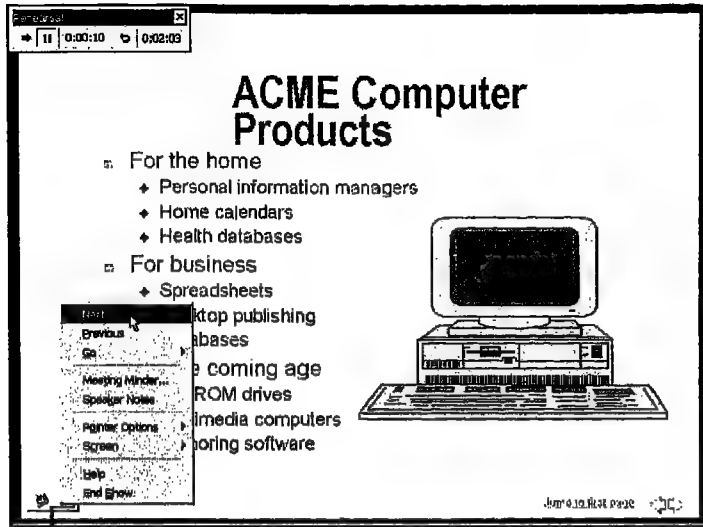 Rehearsal
0:00:10 0:02:03
ACME Computer
Products
For the home
Personal information managers
Home calendars
Health databases
For business
Spreadsheets
ktop publishing
abases
e coming age
ROM drives
imedia computers
horing software
Next
Previous
Go
Meeting Minder...
Speaker Notes
Pointer Options
Screen
Help
End Show
Jump to first page